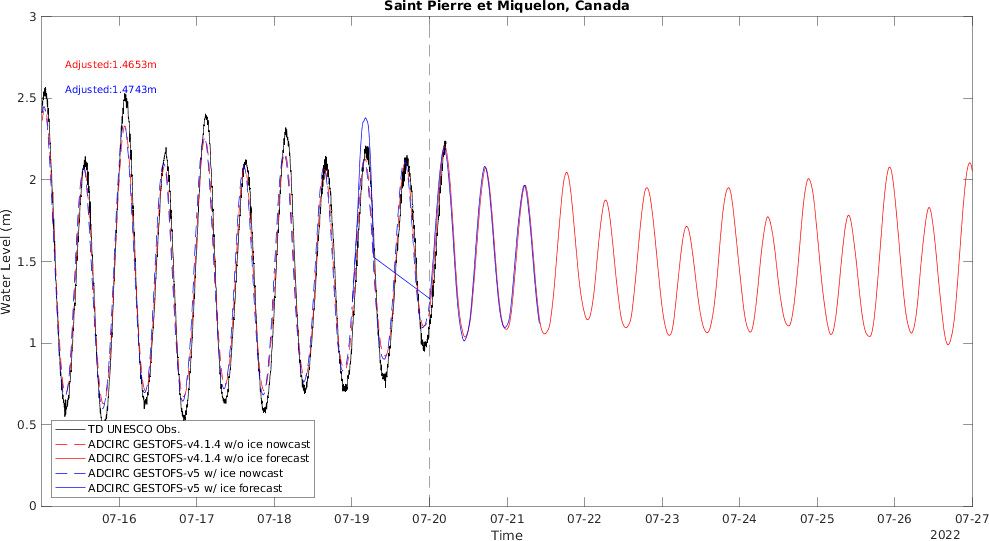 Saint Pierre et Miquelon, Canada
3
Adjusted:1.4653m
Adjusted:1.4743m
2.5
2
1.5
1
0.5
0
Water Level (m)
TD UNESCO Obs.
ADCIRC GESTOFS-v4.1.4 w/o ice nowcast
ADCIRC GESTOFS-v4.1.4 w/o ice forecast
ADCIRC GESTOFS-v5 w/ ice nowcast
ADCIRC GESTOFS-v5 w/ ice forecast
07-16 07-17 07-18 07-19 07-20 07-21 07-22 07-23 07-24 07-25 07-26 07-27
Time
2022